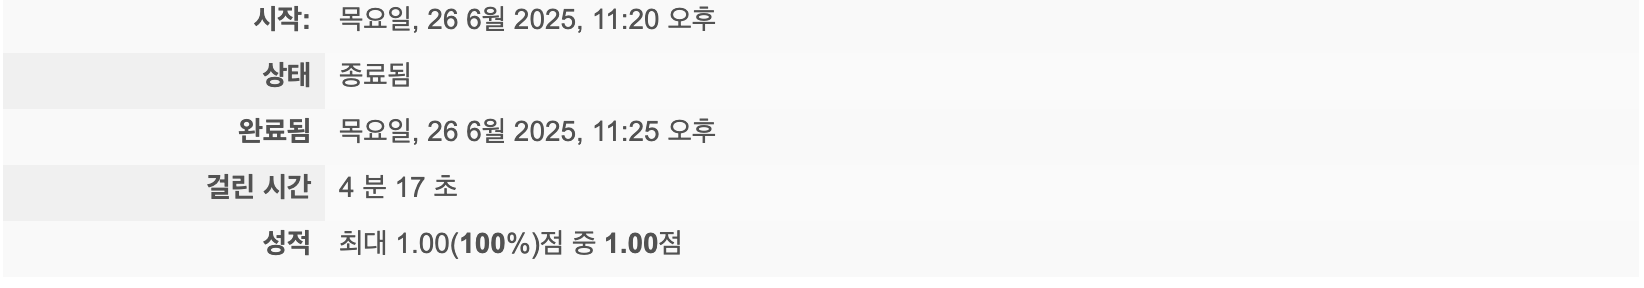 시작: 목요일, 26 6월 2025, 11:20 오후
상태 종료됨
완료됨 목요일, 26 6월 2025, 11:25 오후
걸린 시간 4 분 17 초
성적 최대 1.00(100%)점 중 1.00점